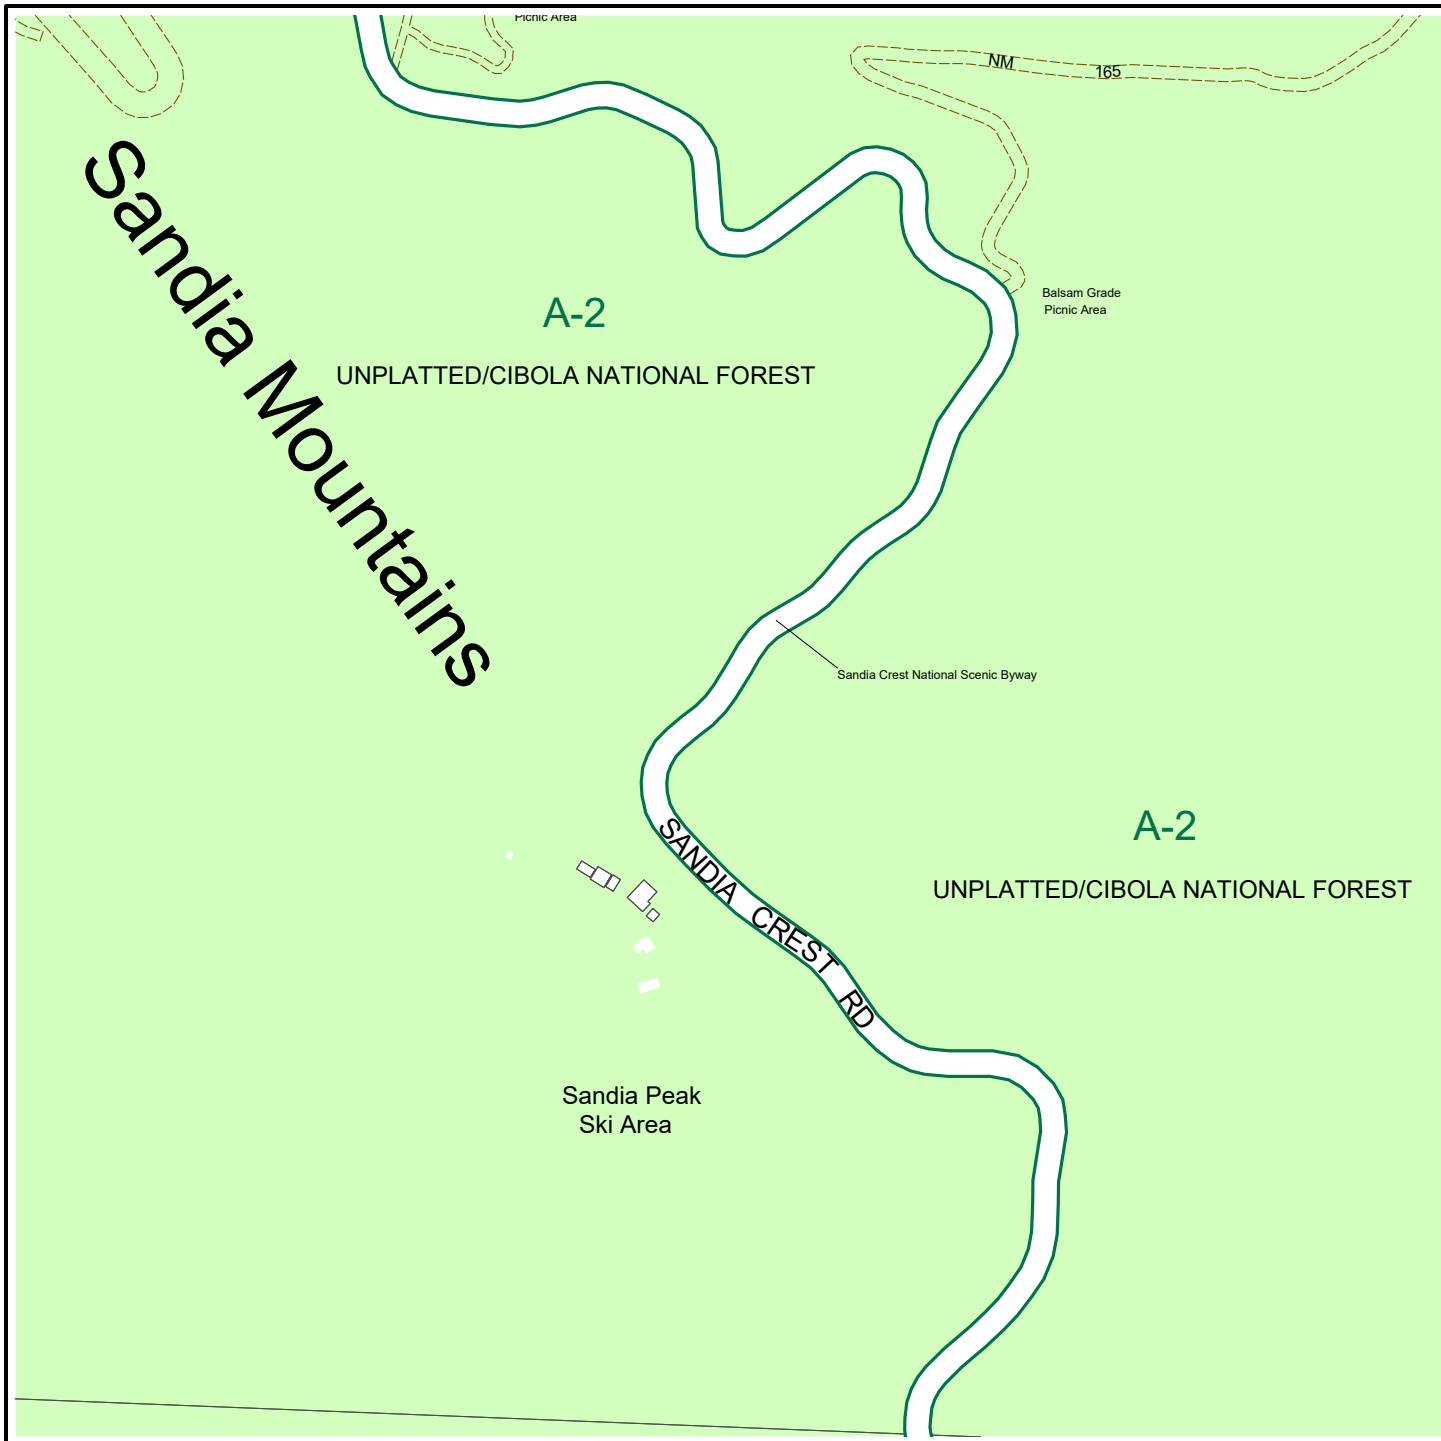 Picnic Area
NM 165
Sandia Mountains
Balsam Grade
Picnic Area
A-2
UNPLATTED/CIBOLA NATIONAL FOREST
Sandia Crest National Scenic Byway
A-2
UNPLATTED/CIBOLA NATIONAL FOREST
SANDIA CREST RD
Sandia Peak
Ski Area